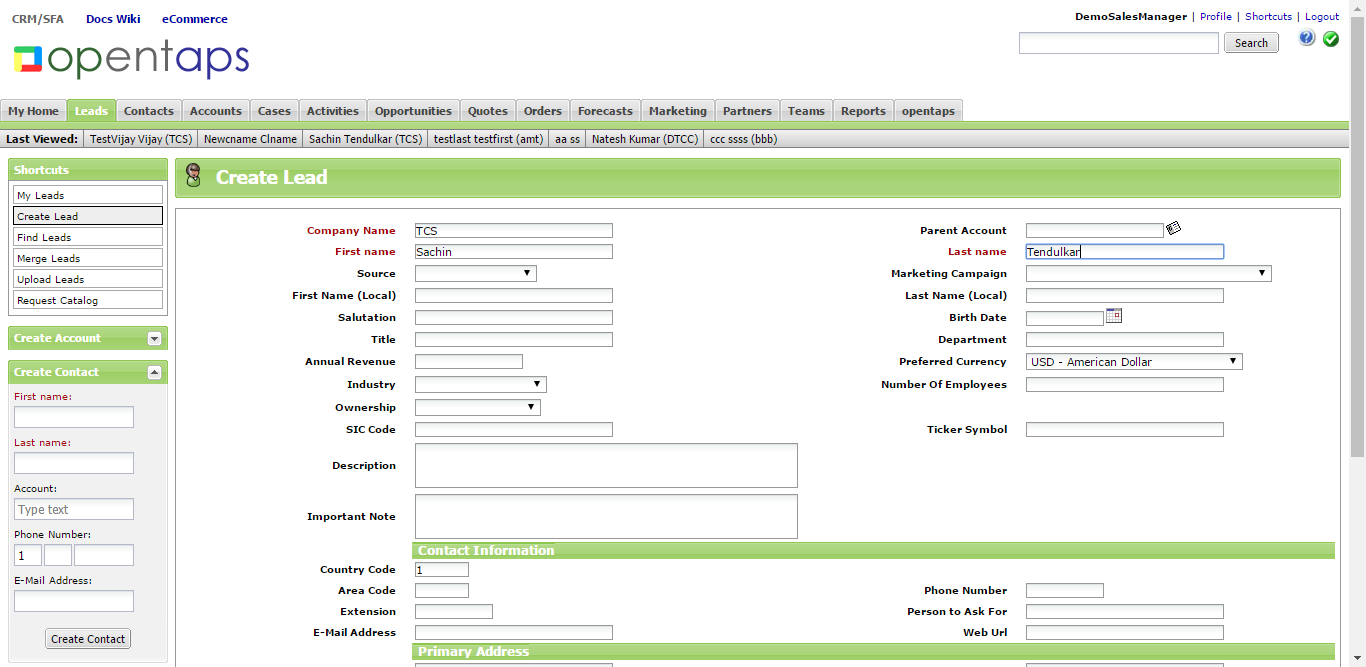 CRM/SFA Docs Wiki eCommerce
DemoSalesManager | Profile | Shortcuts | Logout
opentaps
Search
My Home Leads Contacts Accounts Cases Activities Opportunities Quotes Orders Forecasts Marketing Partners Teams Reports opentaps
Last Viewed: TestVijay Vijay (TCS) Newcname Clname Sachin Tendulkar (TCS) testlast testfirst (amt) aa ss Natesh Kumar (DTCC) ccc ssss (bbb)
Shortcuts
My Leads
Create Lead
Find Leads
Merge Leads
Upload Leads
Request Catalog
Create Account
Create Contact
First name:
Last name:
Account:
Type text
Phone Number:
1
E-Mail Address:
Create Contact
Create Lead
Company Name TCS Parent Account
First name Sachin Last name Tendulkar
Source Marketing Campaign
First Name (Local) Last Name (Local)
Salutation Birth Date
Title Department
Annual Revenue Preferred Currency USD - American Dollar
Industry Number Of Employees
Ownership
SIC Code Ticker Symbol
Description
Important Note
Contact Information
Country Code 1
Area Code Phone Number
Extension Person to Ask For
E-Mail Address Web Url
Primary Address